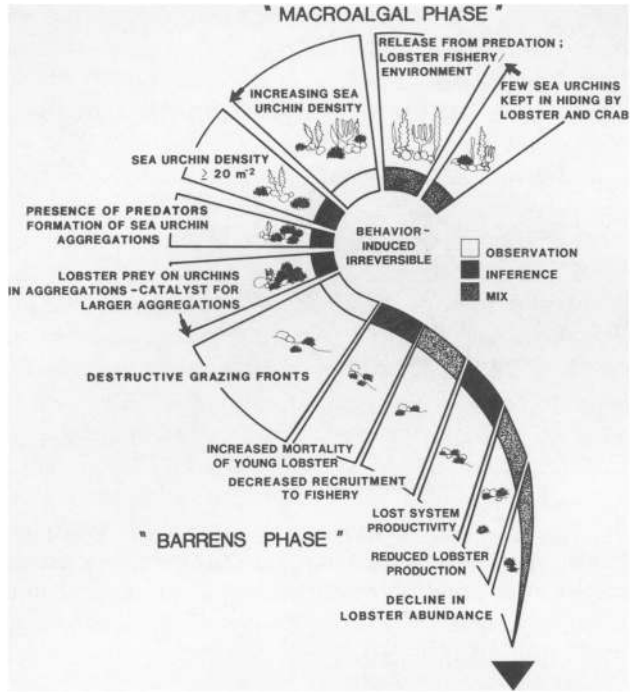 " MACROALGAL PHASE"
RELEASE FROM PREDATION ;
LOBSTER FISHERY
ENVIRONMENT
FEW SEA URCHINS
KEPT IN HIDING BY
LOBSTER AND CRAB
INCREASING SEA
URCHIN DENSITY
SEA URCHIN DENSITY
≥ 20 m⁻²
PRESENCE OF PREDATORS
FORMATION OF SEA URCHIN
AGGREGATIONS
LOBSTER PREY ON URCHINS
IN AGGREGATIONS - CATALYST FOR
LARGER AGGREGATIONS
BEHAVIOR-
INDUCED
IRREVERSIBLE
OBSERVATION
INFERENCE
MIX
DESTRUCTIVE GRAZING FRONTS
INCREASED MORTALITY
OF YOUNG LOBSTER
DECREASED RECRUITMENT
TO FISHERY
LOST SYSTEM
PRODUCTIVITY
" BARRENS PHASE"
REDUCED LOBSTER
PRODUCTION
DECLINE IN
LOBSTER ABUNDANCE